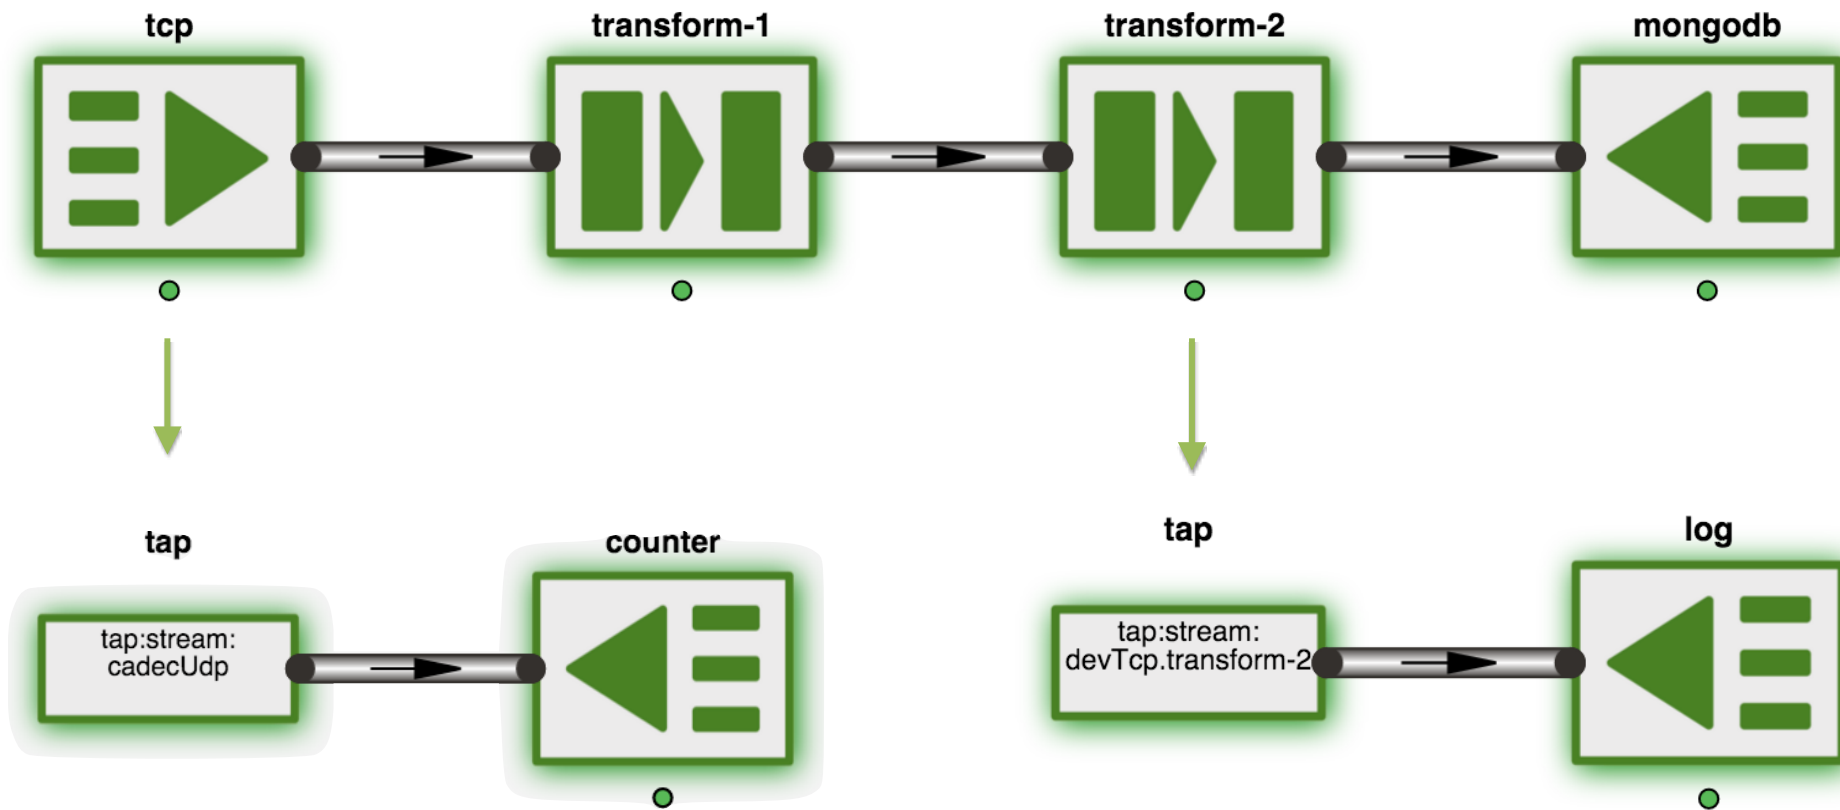 tcp
transform-1
transform-2
mongodb
tap
counter
tap
log
tap:stream:
cadecUdp
tap:stream:
devTcp.transform-2